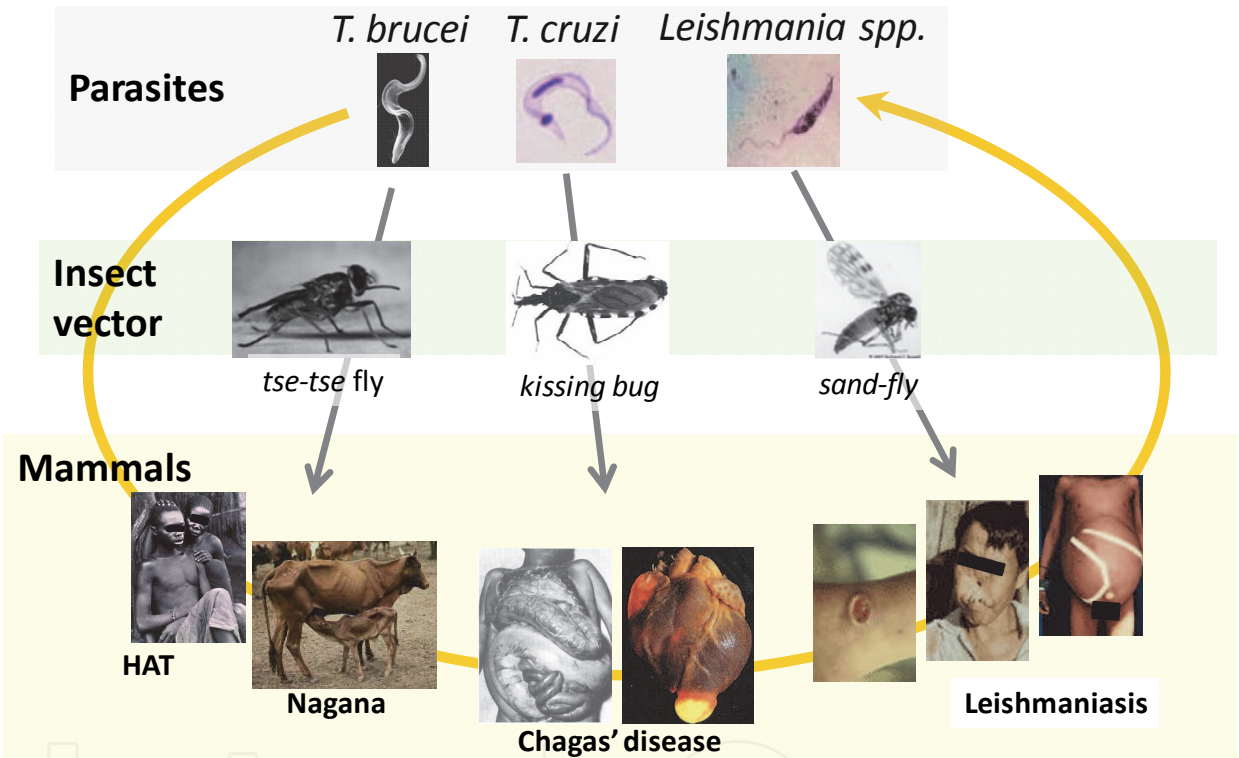 T. brucei
T. cruzi
Leishmania spp.
Parasites
Insect
vector
tse-tse fly
kissing bug
sand-fly
Mammals
HAT
Nagana
Chagas’ disease
Leishmaniasis